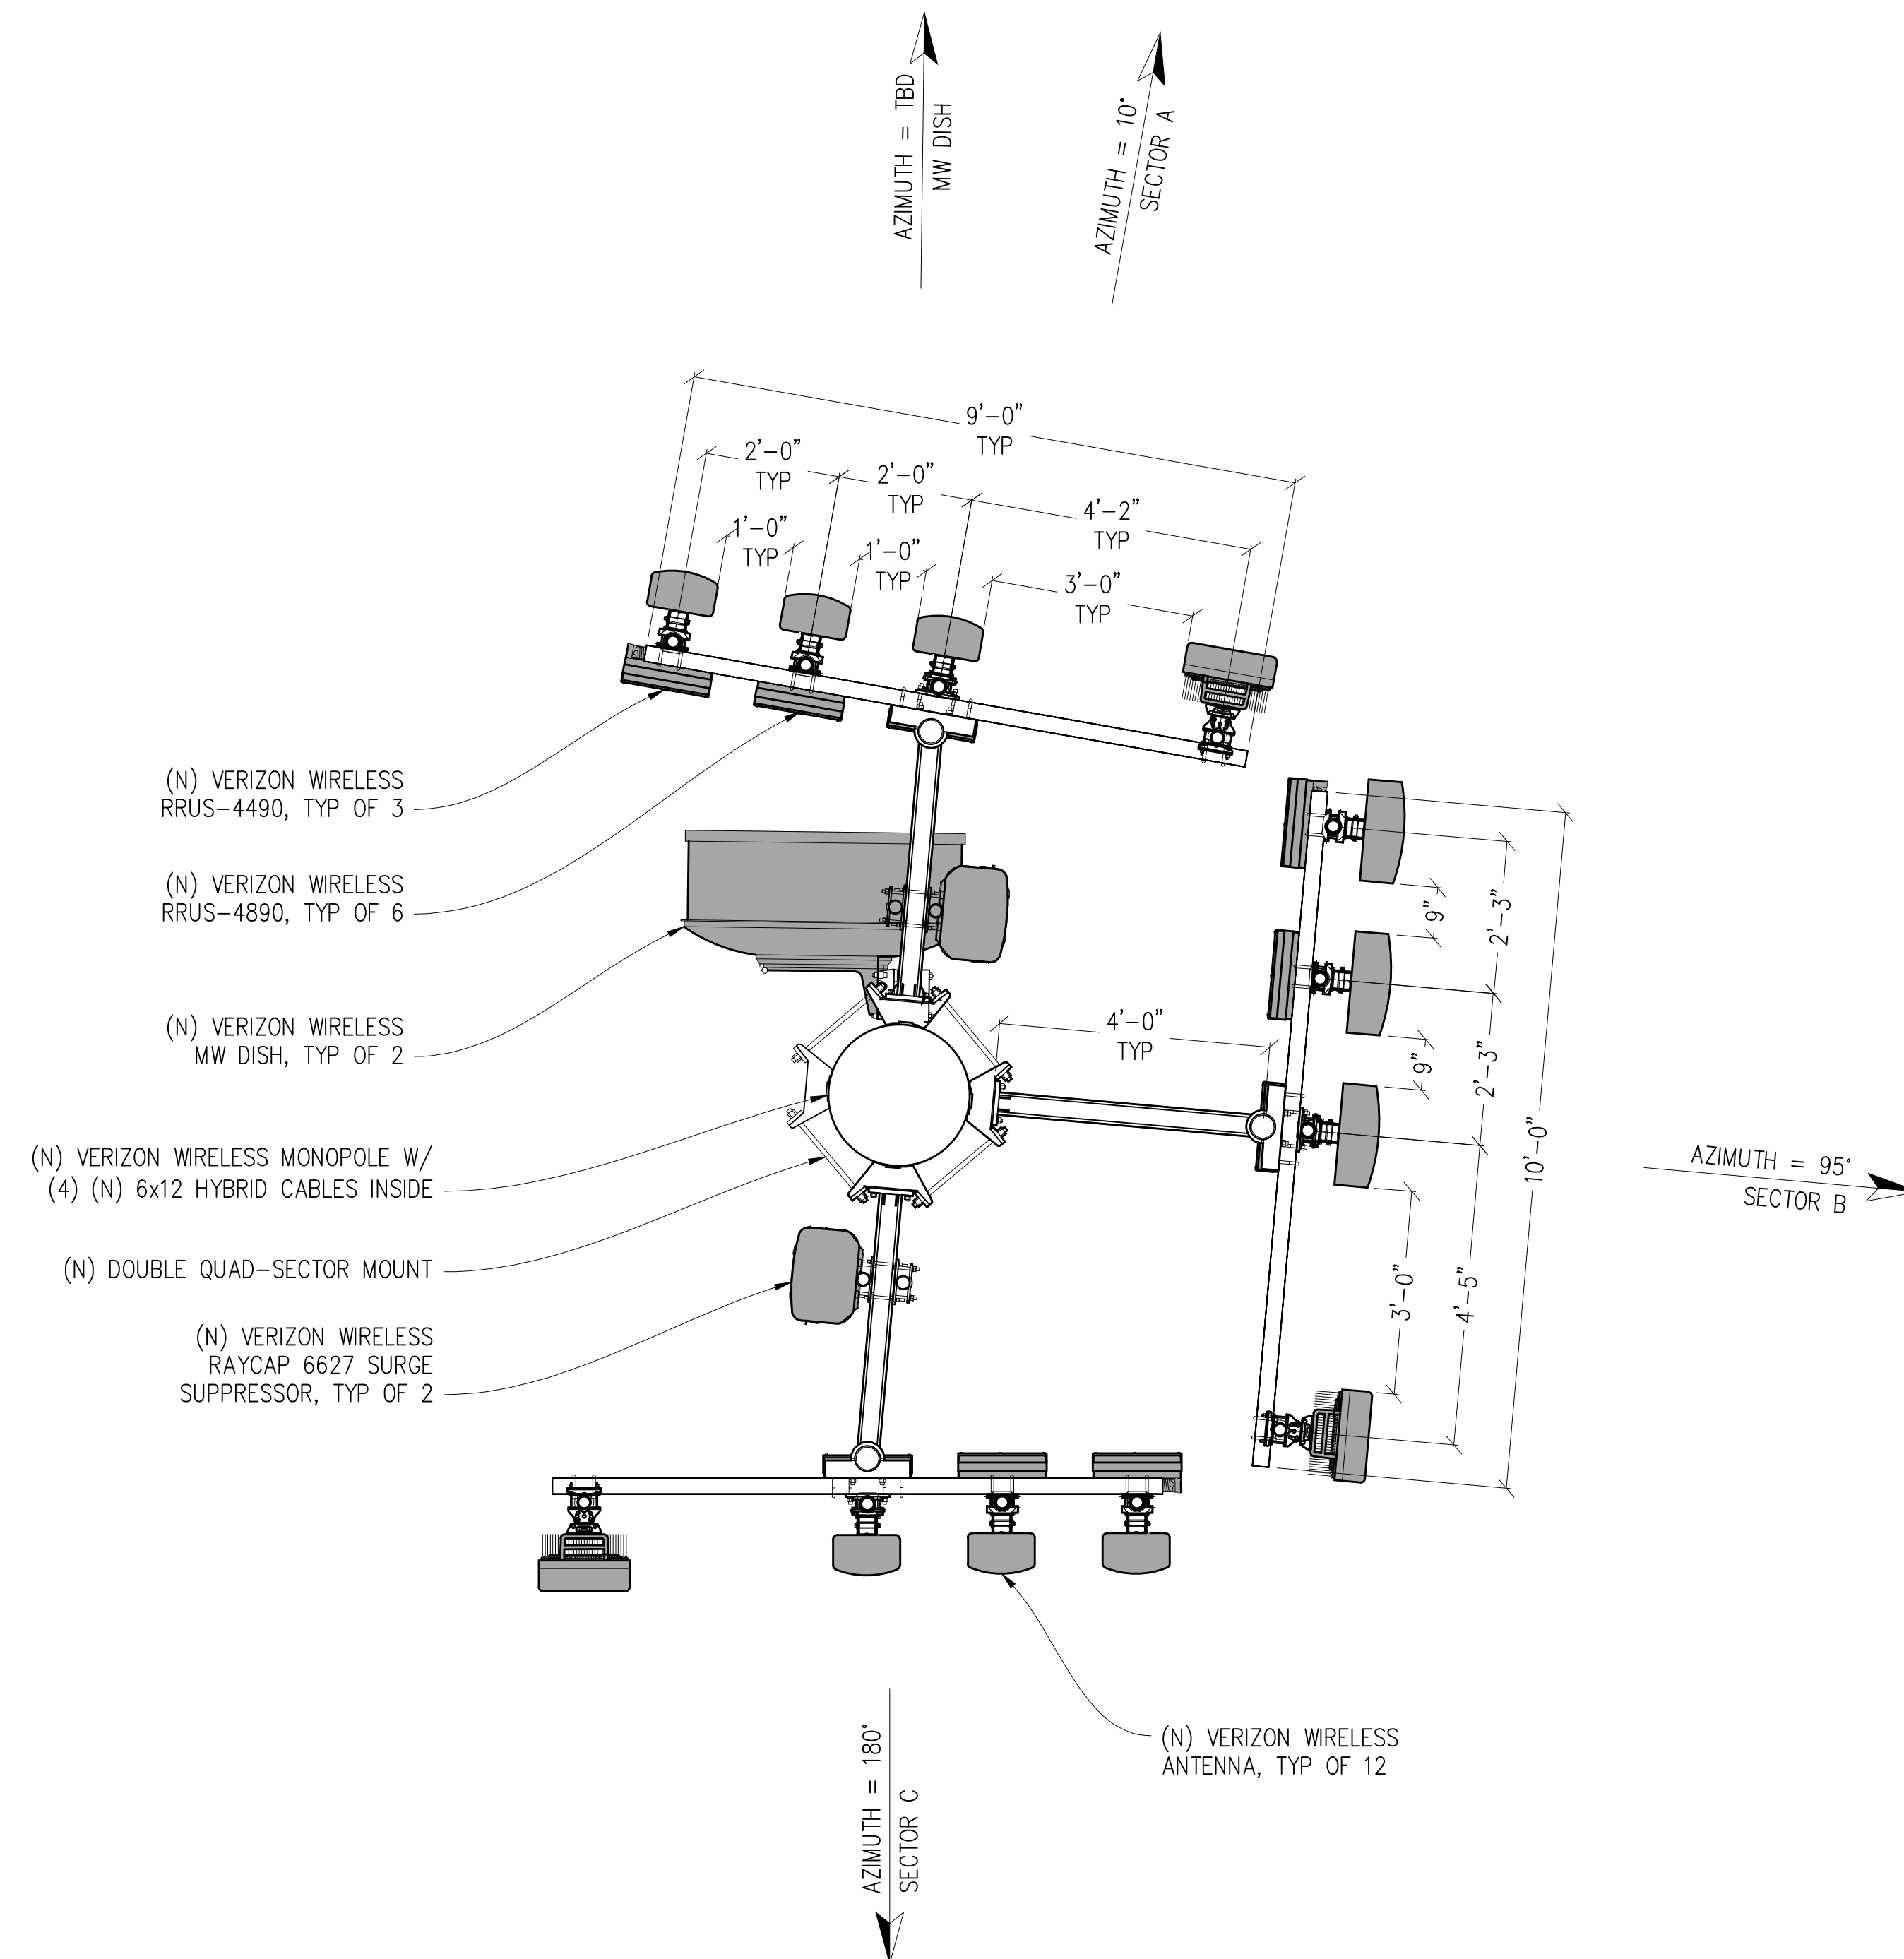 AZIMUTH = TBD
MW DISH
AZIMUTH = 10°
SECTOR A
9'-0"
TYP
2'-0"
TYP
2'-0"
TYP
4'-2"
TYP
1'-0"
TYP
1'-0"
TYP
3'-0"
TYP
(N) VERIZON WIRELESS
RRUS-4490, TYP OF 3
(N) VERIZON WIRELESS
RRUS-4890, TYP OF 6
(N) VERIZON WIRELESS
MW DISH, TYP OF 2
(N) VERIZON WIRELESS MONOPOLE W/
(4) (N) 6x12 HYBRID CABLES INSIDE
(N) DOUBLE QUAD-SECTOR MOUNT
(N) VERIZON WIRELESS
RAYCAP 6627 SURGE
SUPPRESSOR, TYP OF 2
4'-0"
TYP
9"
2'-3"
9"
2'-3"
10'-0"
3'-0"
4'-5"
AZIMUTH = 95°
SECTOR B
(N) VERIZON WIRELESS
ANTENNA, TYP OF 12
AZIMUTH = 180°
SECTOR C